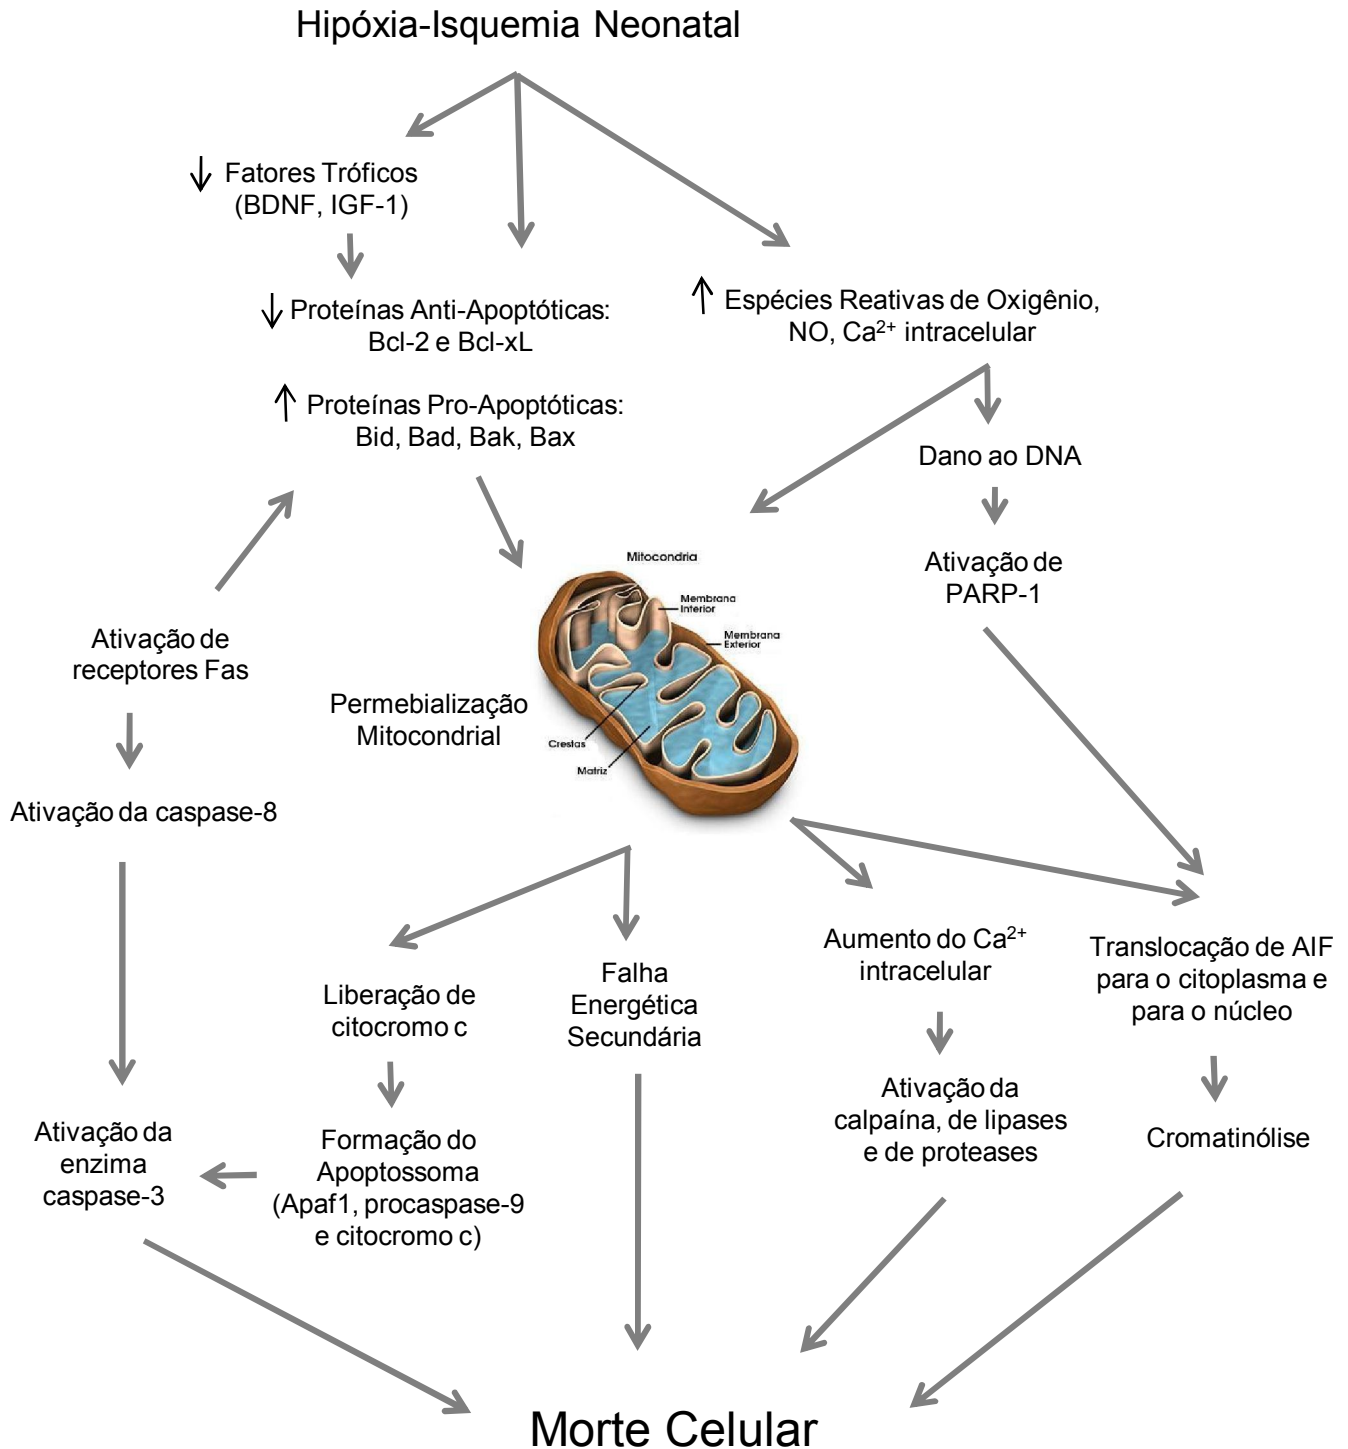 Hipóxia-Isquemia Neonatal
Fatores Tróficos
(BDNF, IGF-1)
Proteínas Anti-Apoptóticas:
Bcl-2 e Bcl-xL
Espécies Reativas de Oxigênio,
NO, Ca²⁺ intracelular
Proteínas Pro-Apoptóticas:
Bid, Bad, Bak, Bax
Dano ao DNA
Ativação de
PARP-1
Mitocondria
Membrana
Interior
Membrana
Exterior
Crestas
Matriz
Ativação de
receptores Fas
Permebialização
Mitocondrial
Ativação da caspase-8
Liberação de
citocromo c
Falha
Energética
Secundária
Aumento do Ca²⁺
intracelular
Translocação de AIF
para o citoplasma e
para o núcleo
Ativação da
enzima
caspase-3
Formação do
Apoptossoma
(Apaf1, procaspase-9
e citocromo c)
Ativação da
calpaína, de lipases
e de proteases
Cromatinólise
Morte Celular